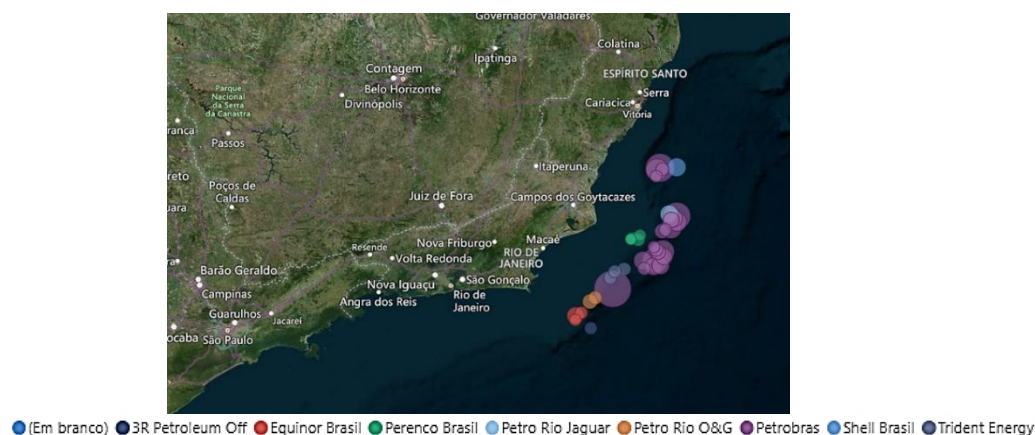 Governador Valadares
Colatina
Ipatinga
ESPÍRITO SANTO
Contagem
Belo Horizonte
Serra
Parque
Nacional
da Serra
da Canastra
Divinópolis
Cariacica
Vitória
Passos
Itaperuna
Poços de
Caldas
Juiz de Fora
Campos dos Goytacazes
Nova Friburgo
Macaé
Resende
RIO DE
JANEIRO
Volta Redonda
Barão Geraldo
Nova Iguaçu
São Gonçalo
Campinas
Angra dos Reis
Rio de
Janeiro
Guarulhos
Jacareí
São Paulo
(Em branco) 3R Petroleum Off Equinor Brasil Perenco Brasil Petro Rio Jaguar Petro Rio O&G Petrobras Shell Brasil Trident Energy